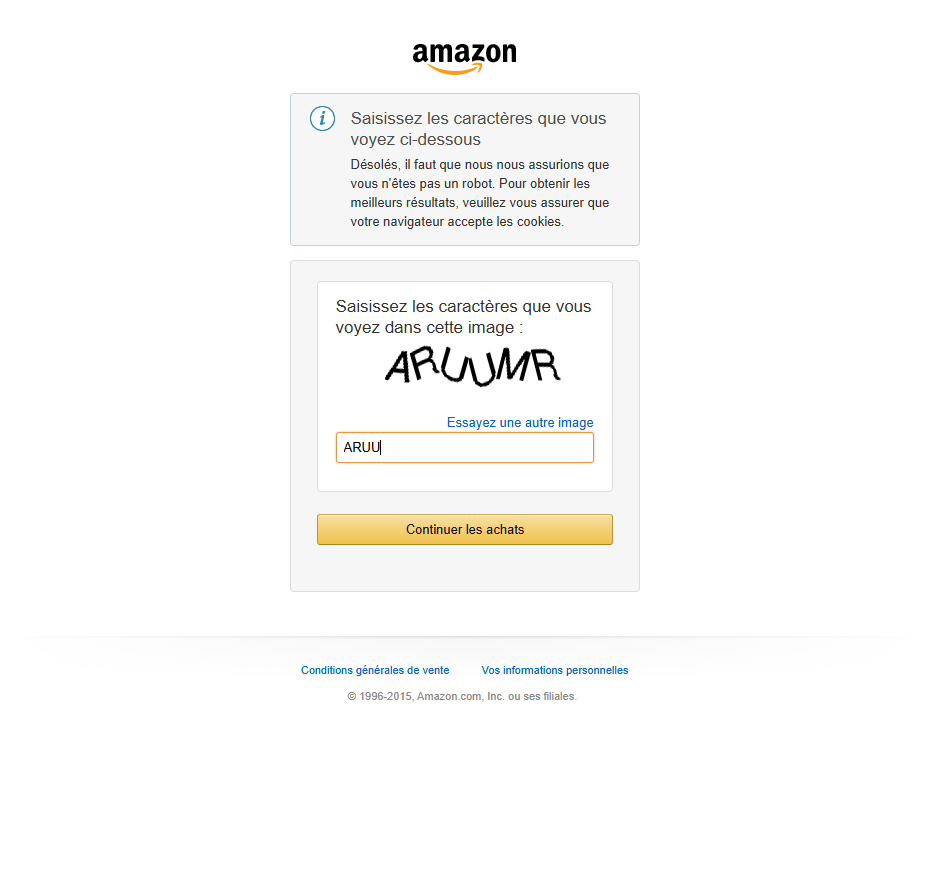 amazon
Saisissez les caractères que vous
voyez ci-dessous
Désolés, il faut que nous nous assurions que
vous n'êtes pas un robot. Pour obtenir les
meilleurs résultats, veuillez vous assurer que
votre navigateur accepte les cookies.
Saisissez les caractères que vous
voyez dans cette image :
ARUUMR
Essayez une autre image
ARUU
Continuer les achats
Conditions générales de vente Vos informations personnelles
© 1996-2015, Amazon.com, Inc. ou ses filiales.